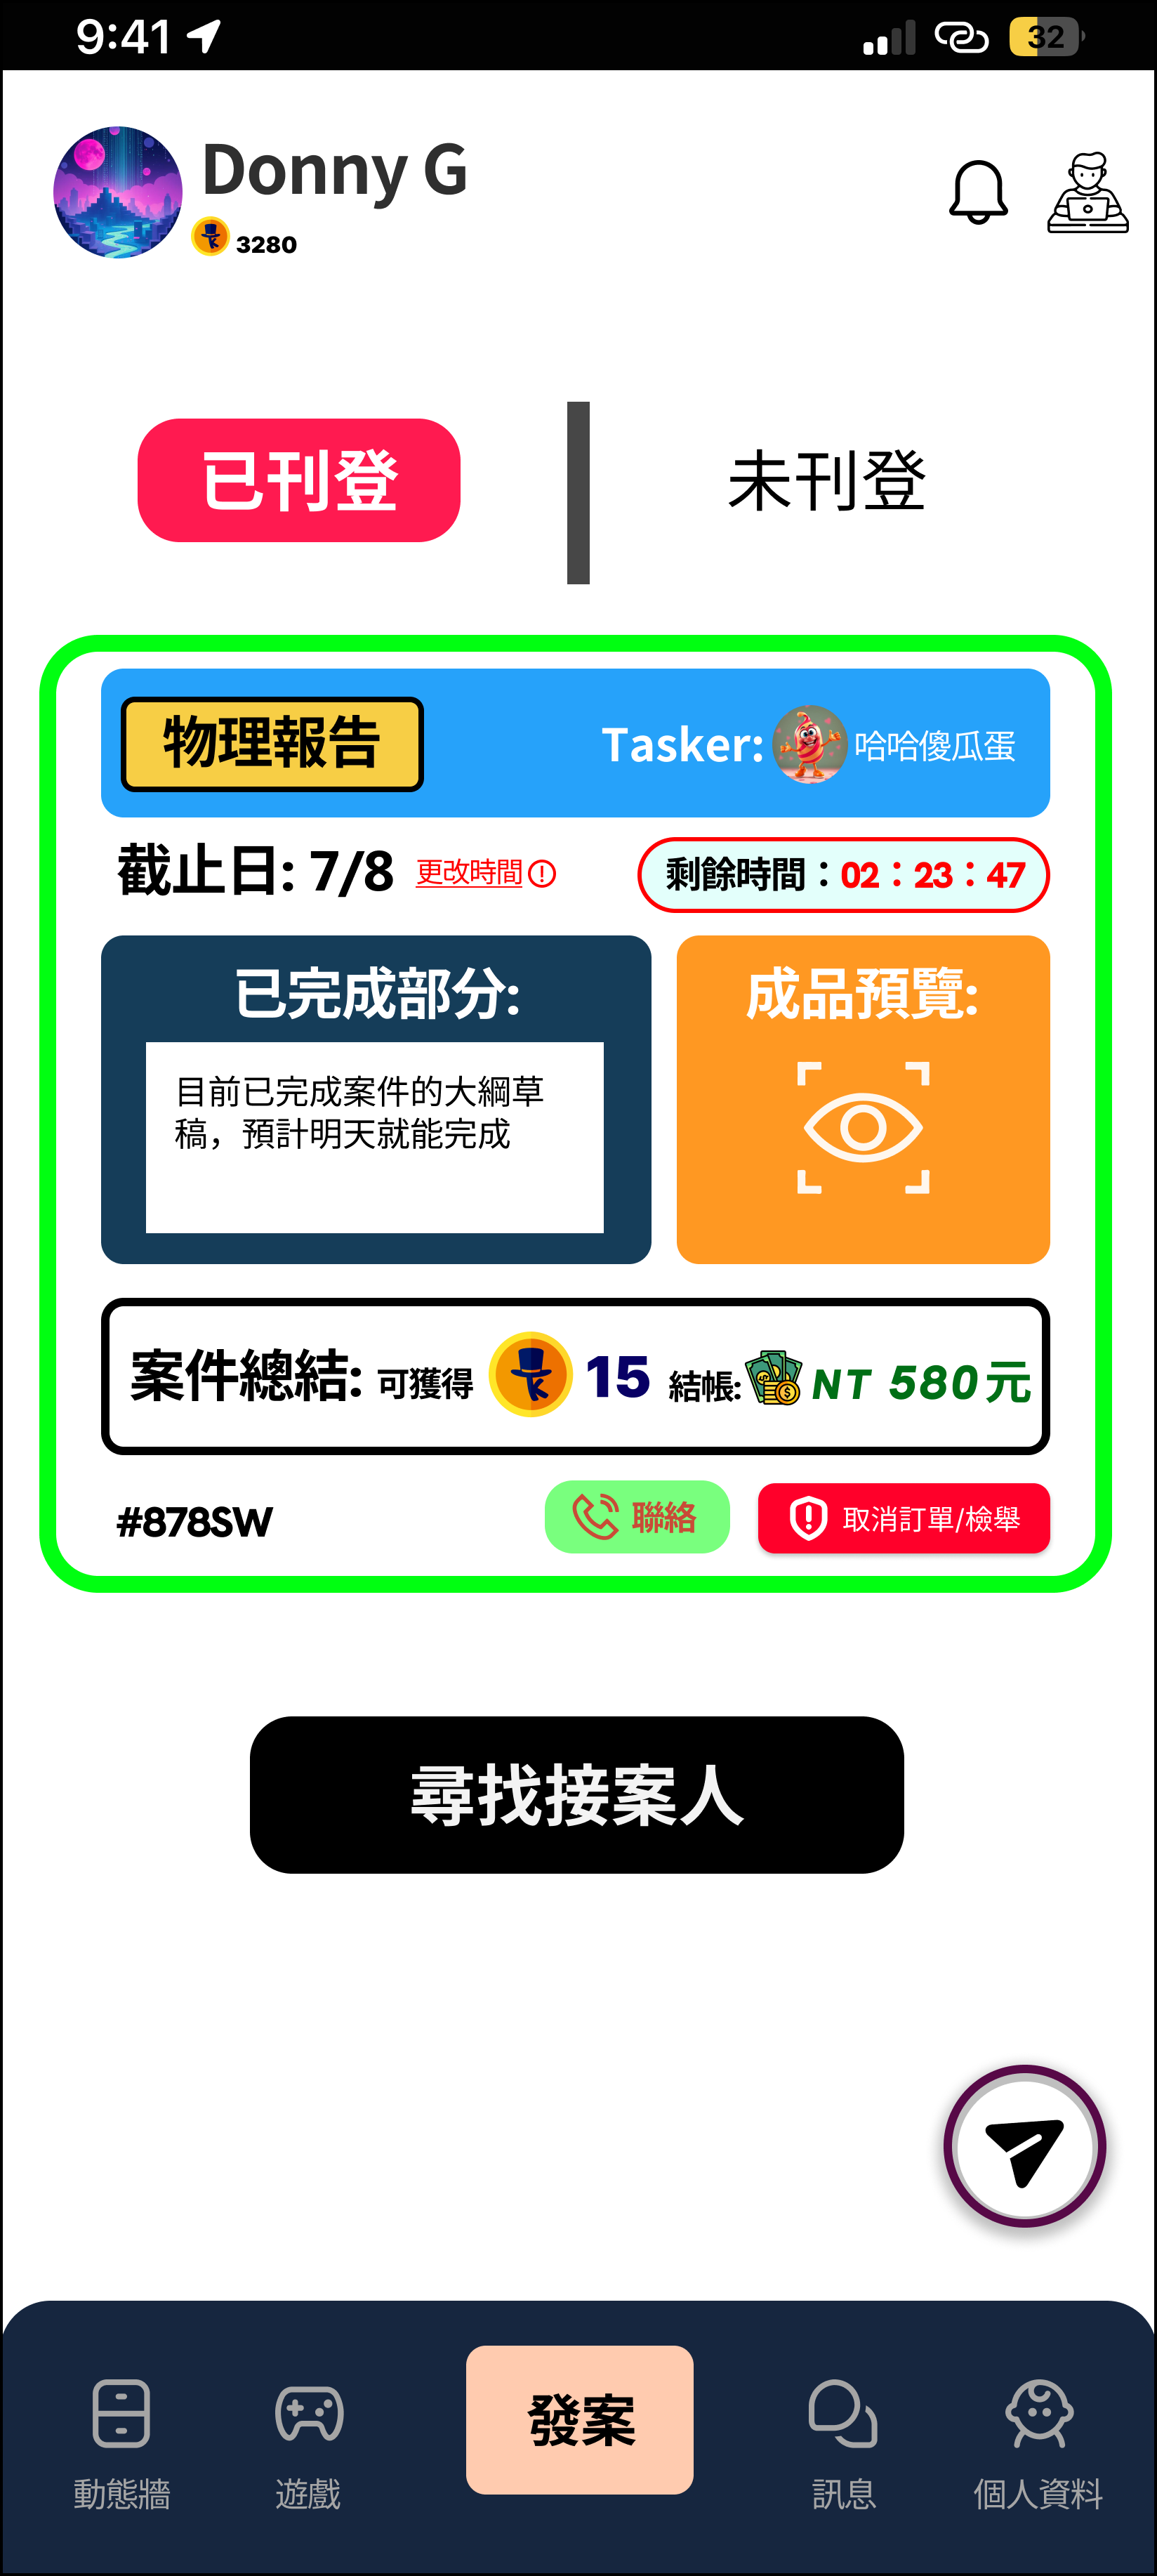 9:41
32
Donny G
3280
已刊登
未刊登
物理報告
Tasker: 哈哈傻瓜蛋
截止日: 7/8 更改時間
剩餘時間：02：23：47
已完成部分:
目前已完成案件的大綱草
稿，預計明天就能完成
成品預覽:
案件總結: 可獲得 15 結帳: NT 580元
#878SW
聯絡
取消訂單/檢舉
尋找接案人
動態牆
遊戲
發案
訊息
個人資料